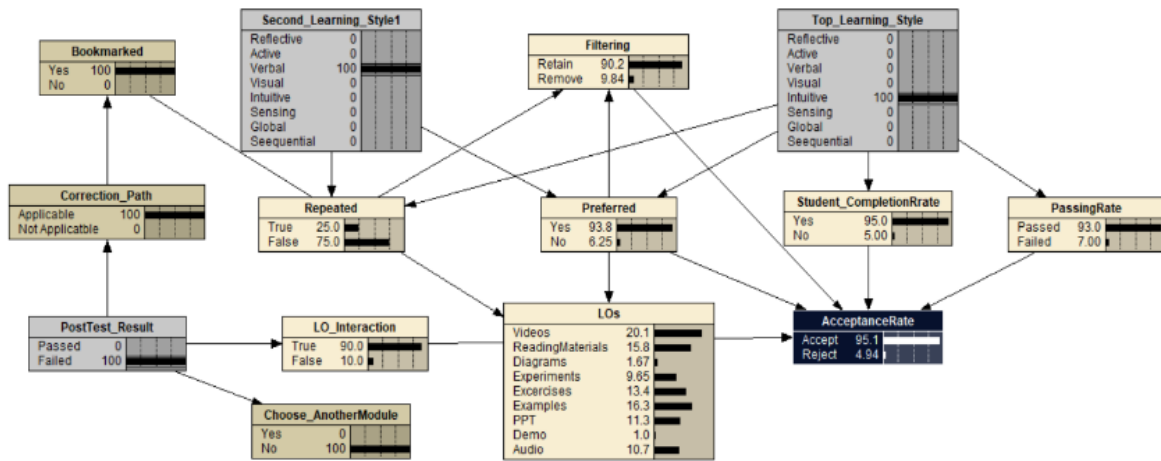 Second_Learning_Style1
Reflective 0
Active 0
Verbal 100
Visual 0
Intuitive 0
Sensing 0
Global 0
Seequential 0
Top_Learning_Style
Reflective 0
Active 0
Verbal 0
Visual 0
Intuitive 100
Sensing 0
Global 0
Seequential 0
Bookmarked
Yes 100
No 0
Filtering
Retain 90.2
Remove 9.84
Correction_Path
Applicable 100
Not Applicatble 0
Repeated
True 25.0
False 75.0
Preferred
Yes 93.8
No 6.25
Student_CompletionRrate
Yes 95.0
No 5.00
PassingRate
Passed 93.0
Failed 7.00
PostTest_Result
Passed 0
Failed 100
LO_Interaction
True 90.0
False 10.0
LOs
Videos 20.1
ReadingMaterials 15.8
Diagrams 1.67
Experiments 9.65
Excercises 13.4
Examples 16.3
PPT 11.3
Demo 1.0
Audio 10.7
AcceptanceRate
Accept 95.1
Reject 4.94
Choose_AnotherModule
Yes 0
No 100